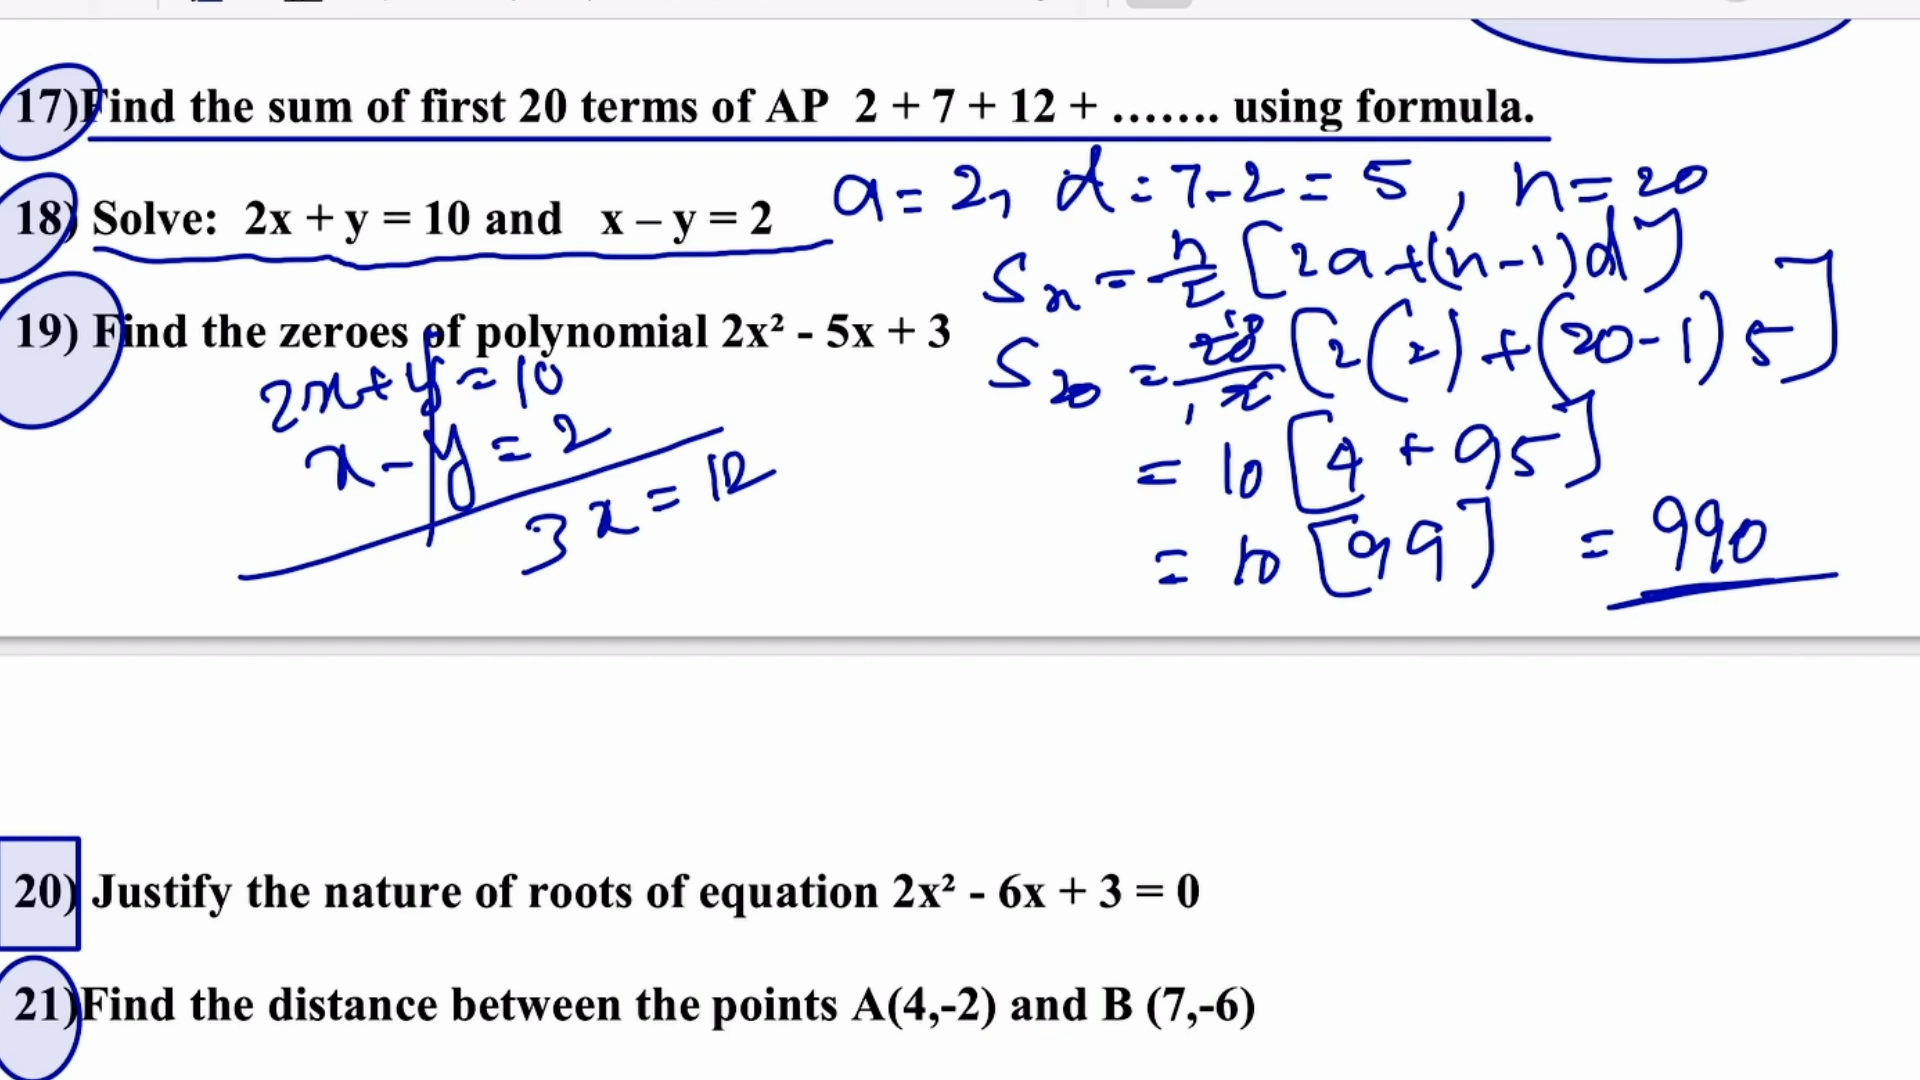 17)Find the sum of first 20 terms of AP 2 + 7 + 12 + ....... using formula.
a = 2, d = 7 - 2 = 5 , n = 20
18) Solve: 2x + y = 10 and x – y = 2
Sn = n/2 [2a + (n-1)d]
19) Find the zeroes of polynomial 2x² - 5x + 3
S20 = 20/2 [2(2) + (20-1)5]
2x + y = 10
x - y = 2
3x = 12
= 10 [4 + 95]
= 10 [99] = 990
20) Justify the nature of roots of equation 2x² - 6x + 3 = 0
21)Find the distance between the points A(4,-2) and B (7,-6)